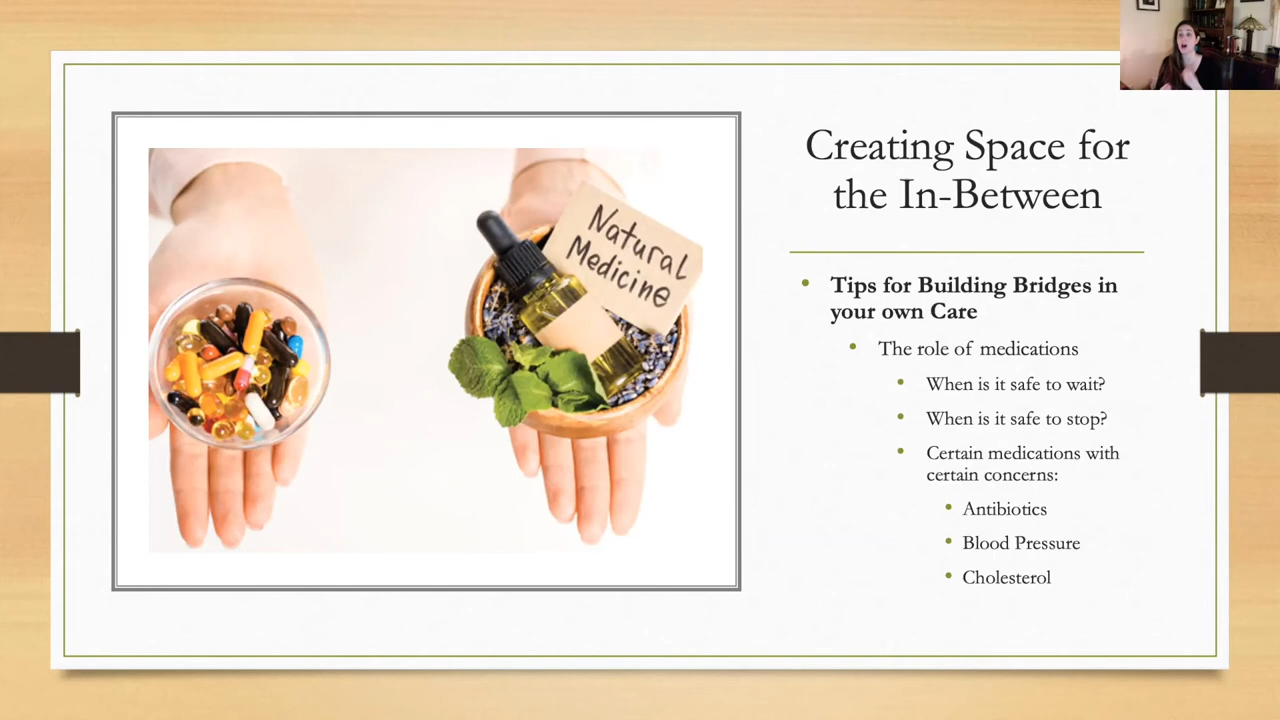 Natural
Medicine
Creating Space for
the In-Between
• Tips for Building Bridges in
your own Care
• The role of medications
• When is it safe to wait?
• When is it safe to stop?
• Certain medications with
certain concerns:
• Antibiotics
• Blood Pressure
• Cholesterol